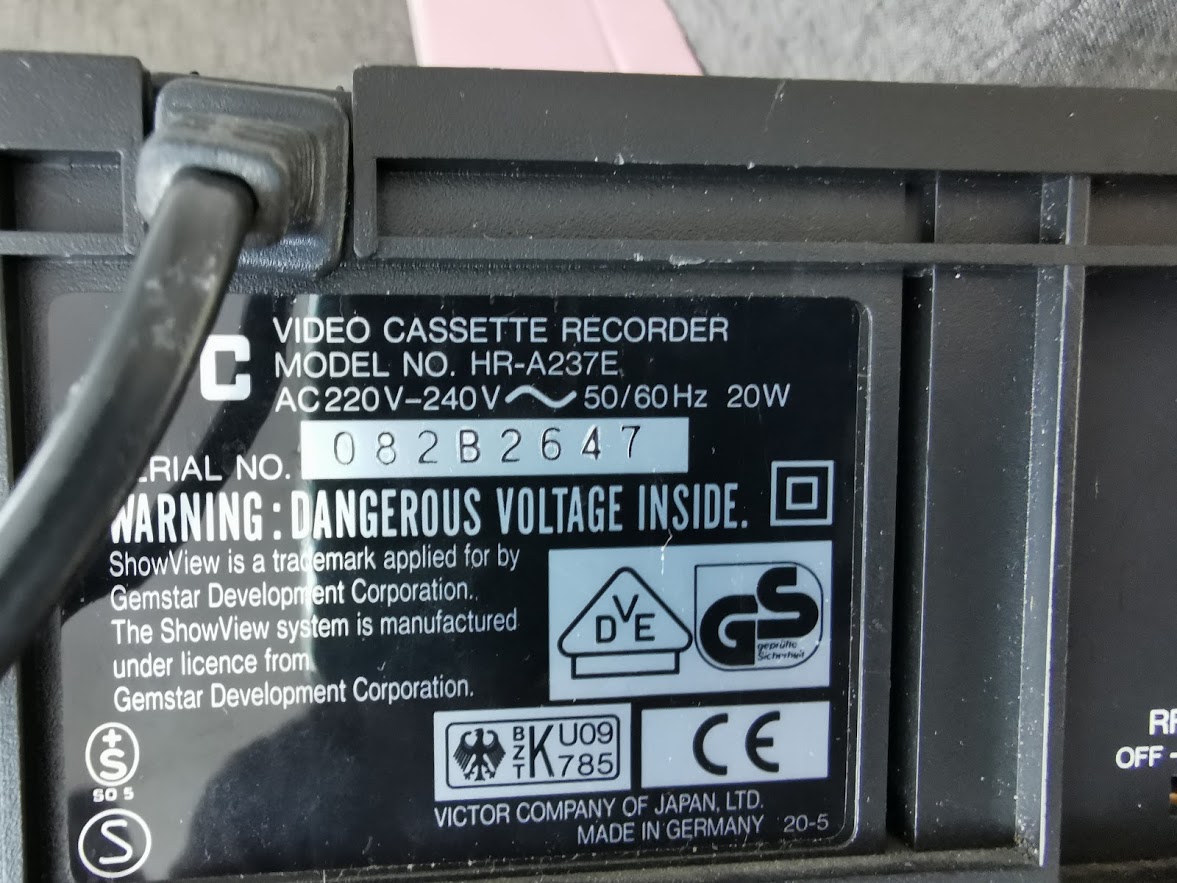 C
VIDEO CASSETTE RECORDER
MODEL NO. HR-A237E
AC 220V–240V 50/60Hz 20W
ERIAL NO. 082B2647
WARNING: DANGEROUS VOLTAGE INSIDE.
ShowView is a trademark applied for by
Gemstar Development Corporation.
The ShowView system is manufactured
under licence from
Gemstar Development Corporation.
DVE
GS
geprüfte
Sicherheit
+S
SO 5
S
BZT K U09
785
CE
VICTOR COMPANY OF JAPAN, LTD.
MADE IN GERMANY 20-5
RF
OFF -